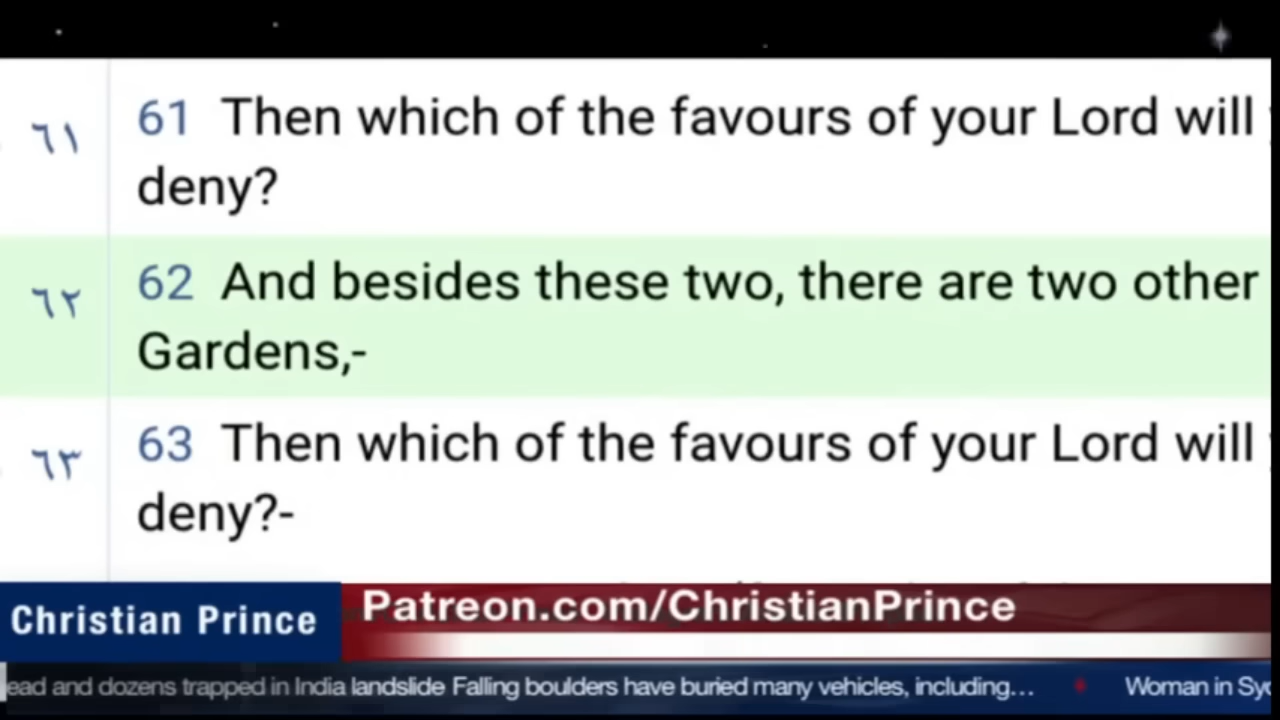 ٦١
61 Then which of the favours of your Lord will
deny?
٦٢
62 And besides these two, there are two other
Gardens,-
٦٣
63 Then which of the favours of your Lord will
deny?-
Christian Prince
Patreon.com/ChristianPrince
and dozens trapped in India landslide Falling boulders have buried many vehicles, including... Woman in